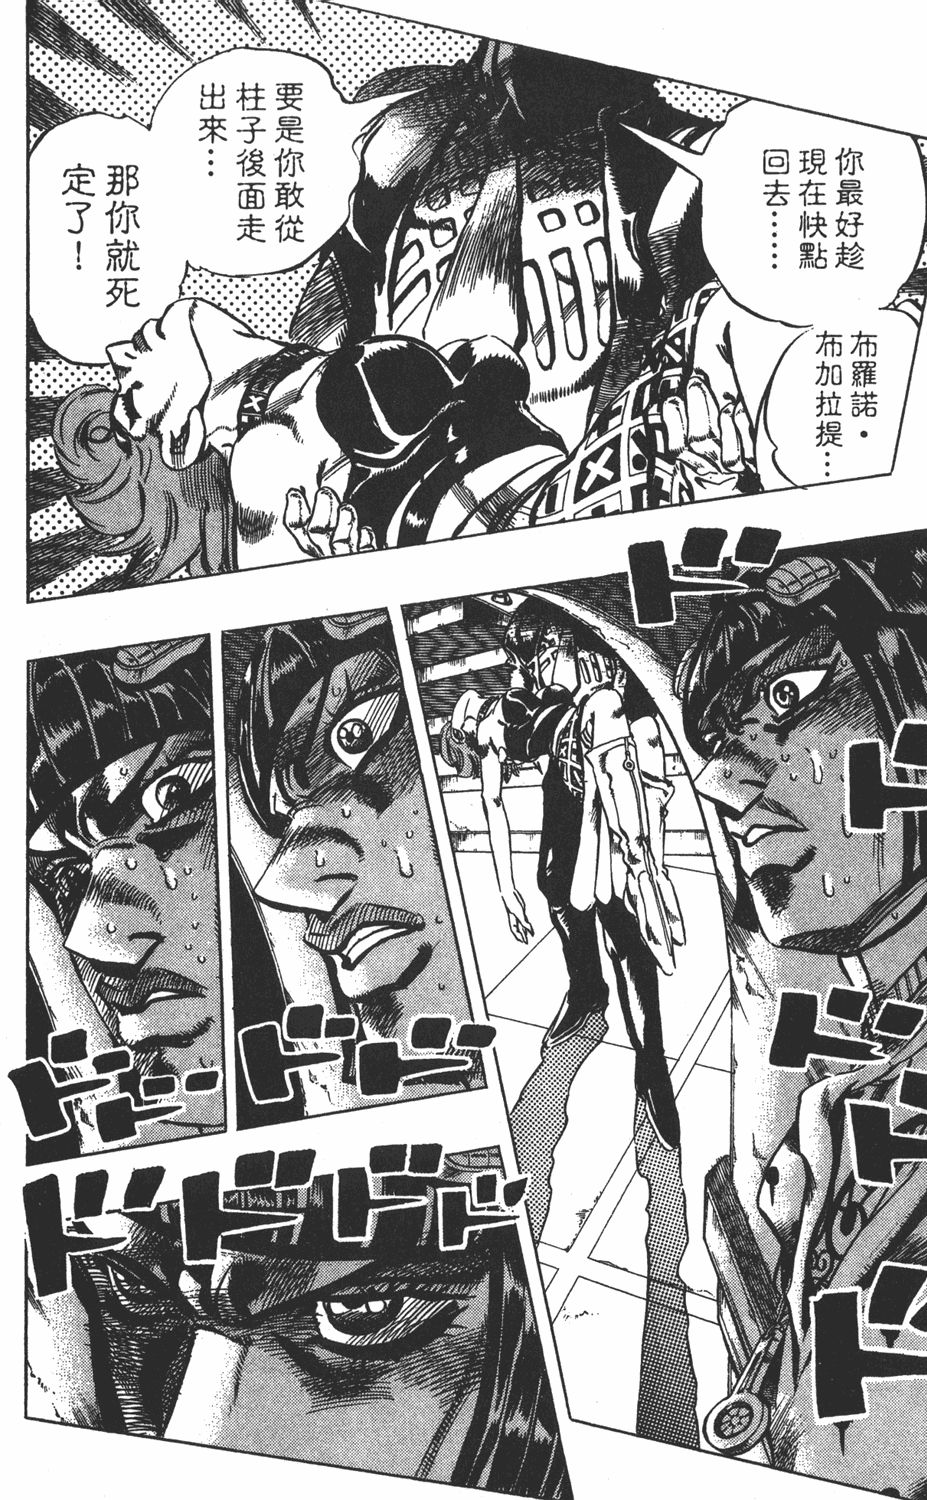 你最好趁
現在快點
回去……
布羅諾・
布加拉提…
要是你敢從
柱子後面走
出來…
那你就死
定了！
ド
ド
ド
ド
ド
ドド
ドド
ドドドド